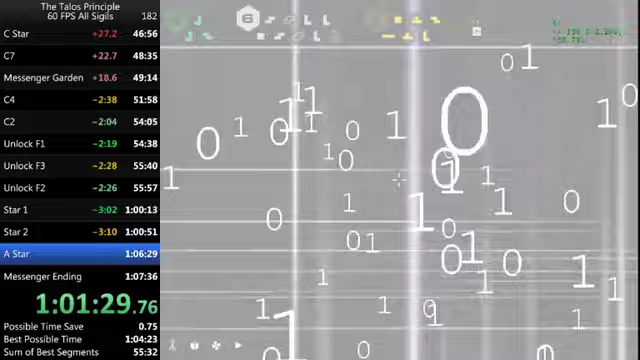 The Talos Principle
60 FPS All Sigils 182
C Star +27.2 46:56
C7 +22.7 48:35
Messenger Garden +18.6 49:14
C4 −2:38 51:58
C2 −2:04 54:05
Unlock F1 −2:19 54:38
Unlock F3 −2:28 55:40
Unlock F2 −2:26 55:57
Star 1 −3:02 1:00:13
Star 2 −3:10 1:00:51
A Star 1:06:29
Messenger Ending 1:07:36
1:01:29.76
Possible Time Save 0.75
Best Possible Time 1:04:23
Sum of Best Segments 55:32